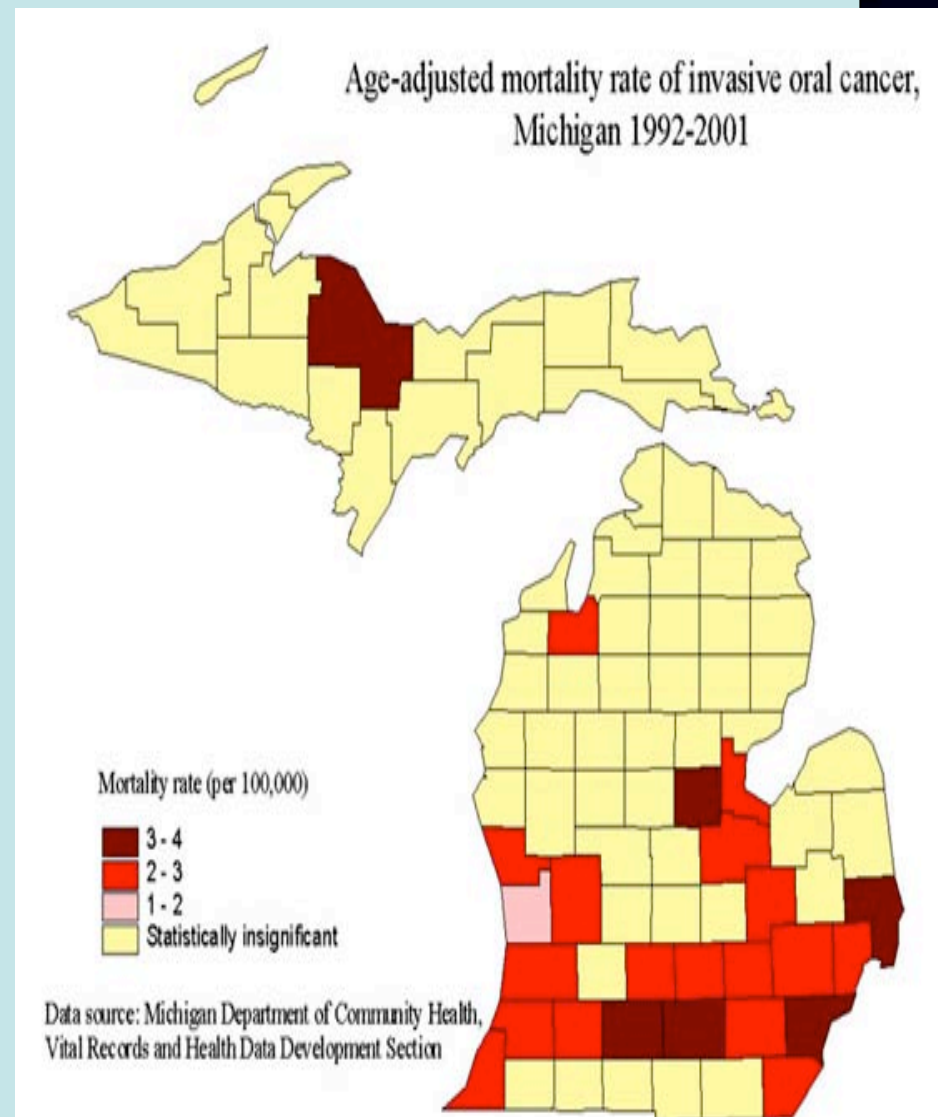 Age-adjusted mortality rate of invasive oral cancer,
Michigan 1992-2001
Mortality rate (per 100,000)
3 - 4
2 - 3
1 - 2
Statistically insignificant
Data source: Michigan Department of Community Health,
Vital Records and Health Data Development Section